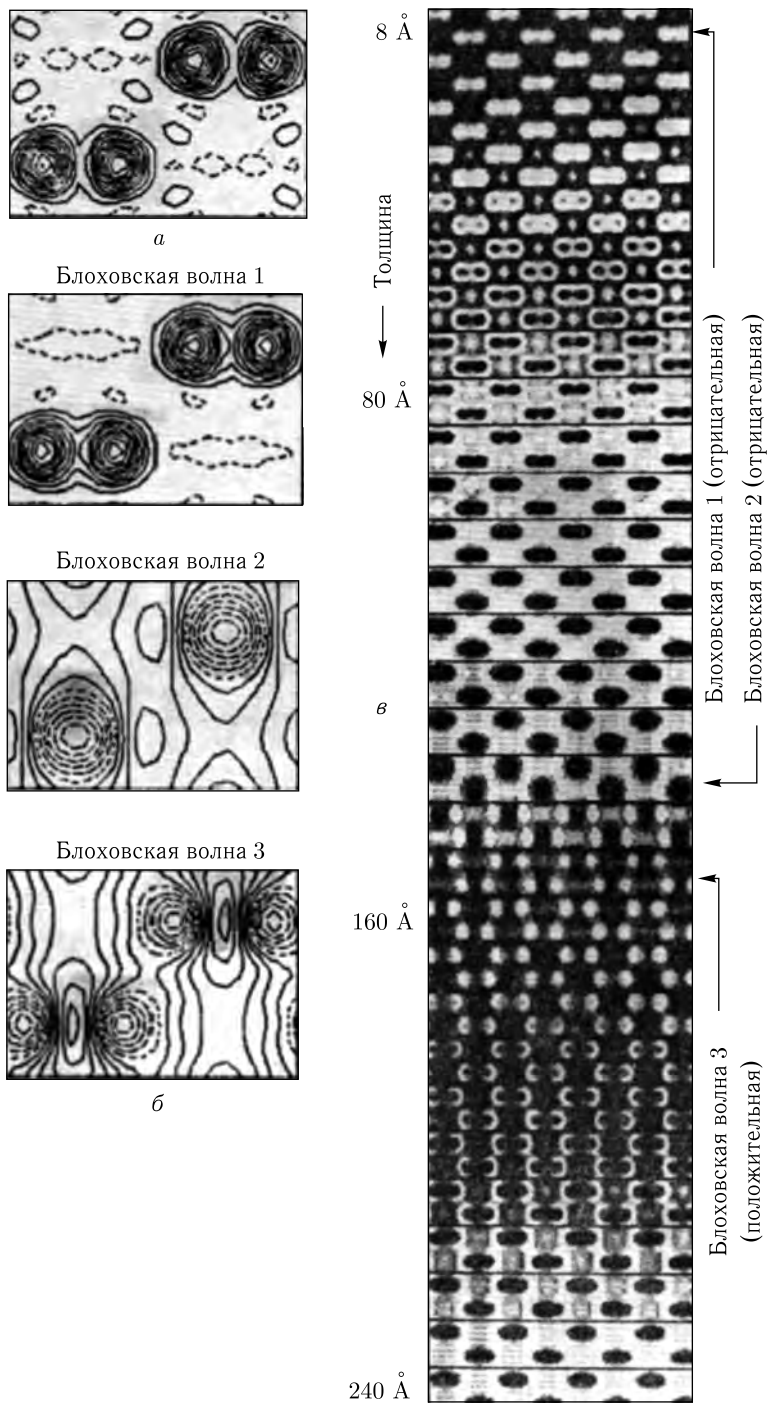 а
Блоховская волна 1
Блоховская волна 2
Блоховская волна 3
б
8 Å
Толщина
80 Å
в
160 Å
240 Å
Блоховская волна 1 (отрицательная)
Блоховская волна 2 (отрицательная)
Блоховская волна 3
(положительная)